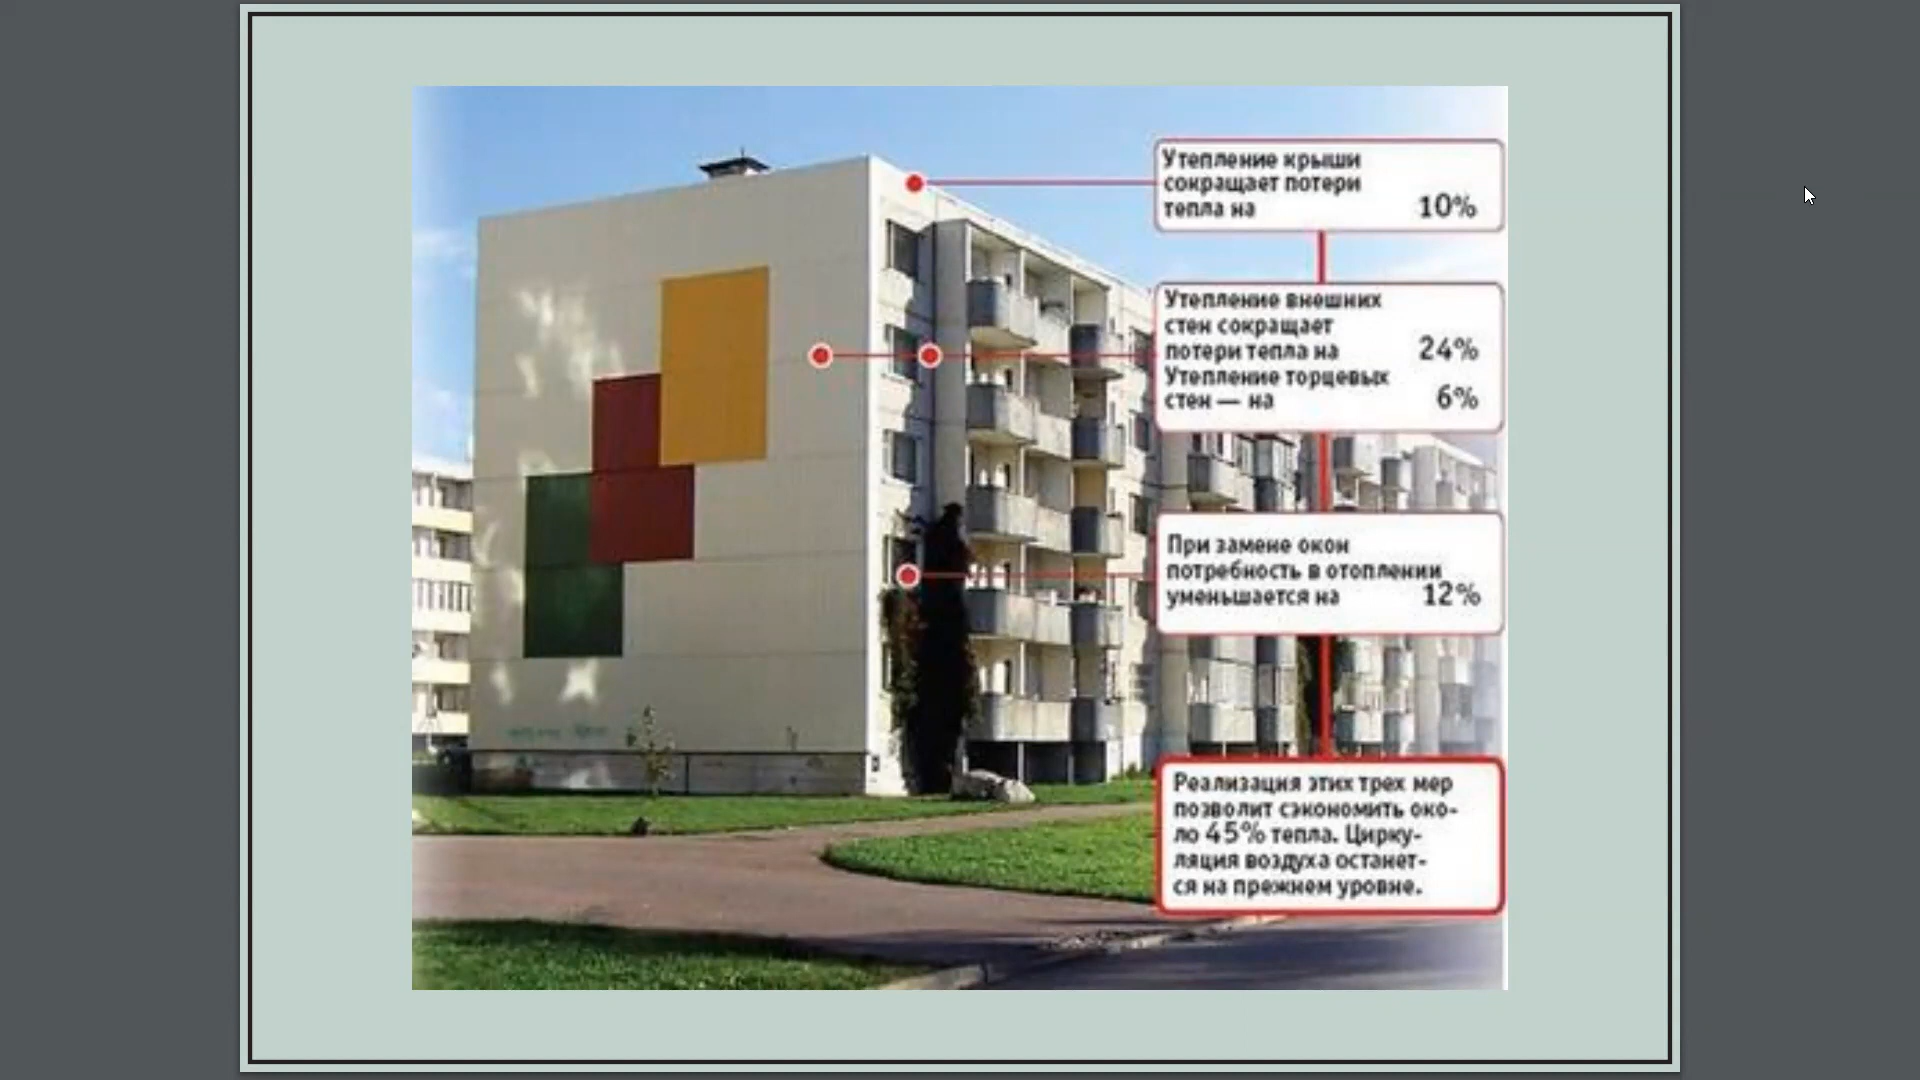 Утепление крыши
сокращает потери
тепла на 10%
Утепление внешних
стен сокращает
потери тепла на 24%
Утепление торцевых
стен — на 6%
При замене окон
потребность в отоплении
уменьшается на 12%
Реализация этих трех мер
позволит сэкономить око-
ло 45% тепла. Цирку-
ляция воздуха останет-
ся на прежнем уровне.